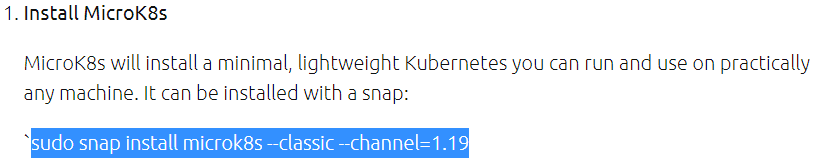 1. Install MicroK8s
MicroK8s will install a minimal, lightweight Kubernetes you can run and use on practically
any machine. It can be installed with a snap:
`sudo snap install microk8s --classic --channel=1.19